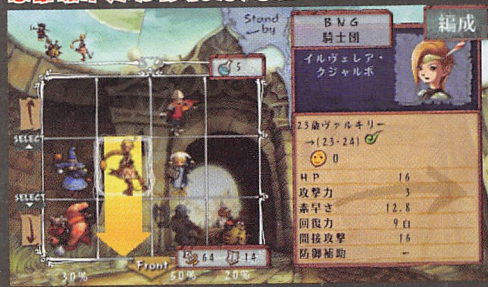 Stand by
編成
BNG
騎士団
イルヴェレア・
クジャルボ
5
SELECT
23歳ヴァルキリー
→(23-24)
0
HP 16
攻撃力 3
素早さ 12.8
回復力 9白
間接攻撃 16
防御補助 -
SELECT
Front
64 14
30%
60% 20%